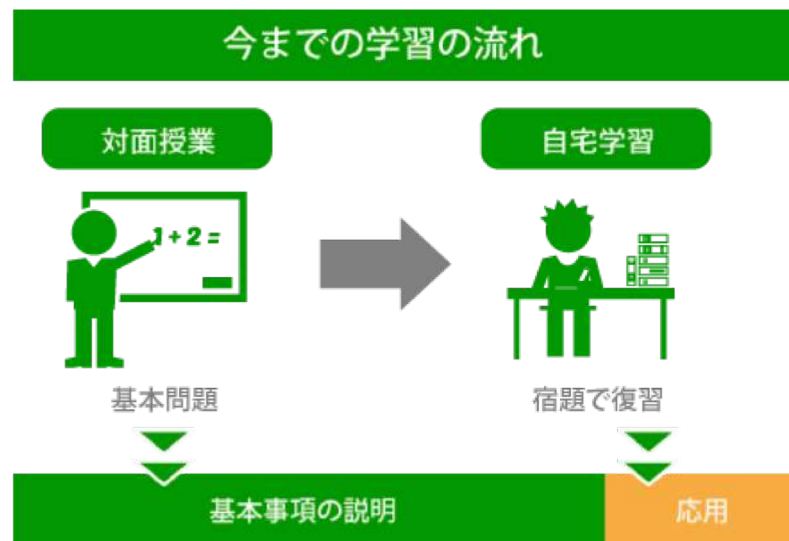 今までの学習の流れ
対面授業
自宅学習
1+2=
基本問題
宿題で復習
基本事項の説明
応用